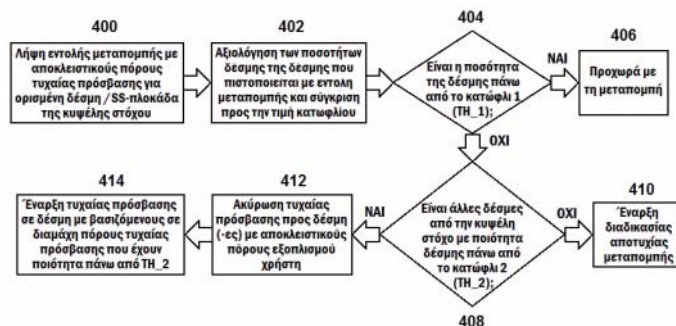 400
Λήψη εντολής μεταπομπής με
αποκλειστικούς πόρους
τυχαίας πρόσβασης για
ορισμένη δέσμη /SS-πλοκάδα
της κυψέλης στόχου
402
Αξιολόγηση των ποσοτήτων
δέσμης της δέσμης που
πιστοποιείται με εντολη
μεταπομπής και σύγκριση
προς την τιμή κατωφλίου
404
Είναι η ποσότητα
της δέσμης πάνω
από το κατώφλι 1
(TH_1);
ΝΑΙ
406
Προχωρά με
τη μεταπομπή
ΟΧΙ
408
Είναι άλλες δέσμες
από την κυψέλη
στόχο με ποιότητα
δέσμης πάνω από
το κατώφλι 2
(TH_2);
ΟΧΙ
410
Έναρξη
διαδικασίας
αποτυχίας
μεταπομπής
ΝΑΙ
412
Ακύρωση τυχαίας
πρόσβασης προς δέσμη
(-ες) με αποκλειστικούς
πόρους εξοπλισμού
χρήστη
414
Έναρξη τυχαίας πρόσβασης
σε δέσμη με βασιζόμενους σε
διαμάχη πόρους τυχαίας
πρόσβασης που έχουν
ποιότητα πάνω από TH_2